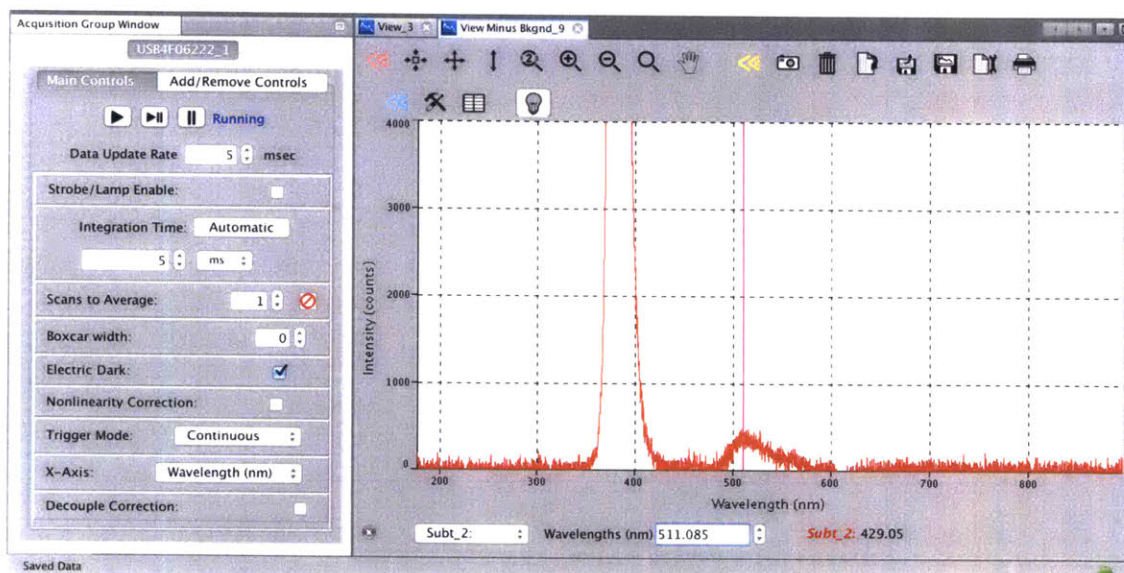 Acquisition Group Window
USB4F06222_1
Main Controls
Add/Remove Controls
Running
Data Update Rate 5 msec
Strobe/Lamp Enable:
Integration Time: Automatic
5 ms
Scans to Average: 1
Boxcar width: 0
Electric Dark:
Nonlinearity Correction:
Trigger Mode: Continuous
X-Axis: Wavelength (nm)
Decouple Correction:
Saved Data
View_3
View Minus Bkgnd_9
2
4000
3000
2000
1000
0
Intensity (counts)
200 300 400 500 600 700 800
Wavelength (nm)
Subt_2: Wavelengths (nm) 511.085 Subt_2: 429.05